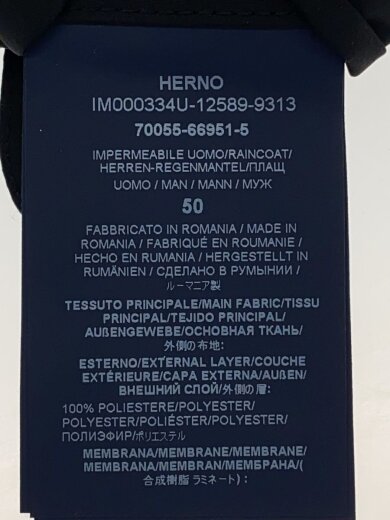 HERNO
IM000334U-12589-9313
70055-66951-5
IMPERMEABILE UOMO/RAINCOAT/
HERREN-REGENMANTEL/ПЛАЩ
UOMO / MAN / MANN / МУЖ
50
FABBRICATO IN ROMANIA / MADE IN
ROMANIA / FABRIQUÉ EN ROUMANIE /
HECHO EN RUMANIA / HERGESTELLT IN
RUMÄNIEN / СДЕЛАНО В РУМЫНИИ /
ルーマニア製
TESSUTO PRINCIPALE/MAIN FABRIC/TISSU
PRINCIPAL/TEJIDO PRINCIPAL/
AUßENGEWEBE/ОСНОВНАЯ ТКАНЬ/
外側の布地:
ESTERNO/EXTERNAL LAYER/COUCHE
EXTÉRIEURE/CAPA EXTERNA/AUßEN/
ВНЕШНИЙ СЛОЙ/外側の層:
100% POLIESTERE/POLYESTER/
POLYESTER/POLIÉSTER/POLYESTER/
ПОЛИЭФИР/ポリエステル
MEMBRANA/MEMBRANE/MEMBRANE/
MEMBRANA/MEMBRAN/МЕМБРАНА/(
合成樹脂 ラミネート) :